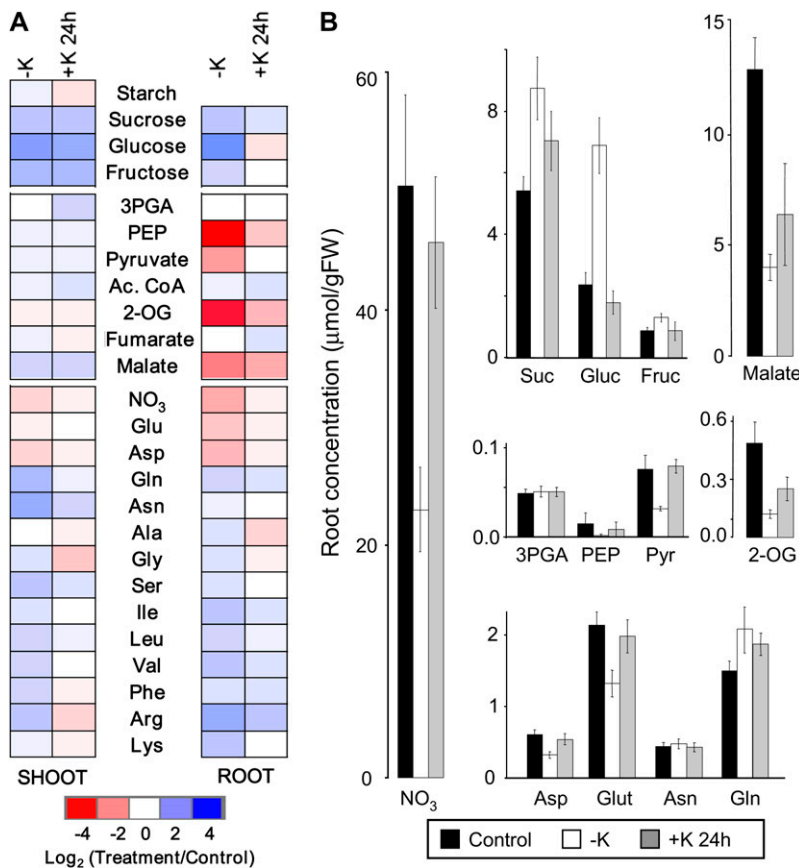 A
-K
+K 24h
-K
+K 24h
Starch
Sucrose
Glucose
Fructose
3PGA
PEP
Pyruvate
Ac. CoA
2-OG
Fumarate
Malate
NO3
Glu
Asp
Gln
Asn
Ala
Gly
Ser
Ile
Leu
Val
Phe
Arg
Lys
SHOOT ROOT
-4 -2 0 2 4
Log2 (Treatment/Control)
B
Root concentration (µmol/gFW)
60
40
20
0
NO3
8
4
0
Suc Gluc Fruc
15
10
5
0
Malate
0.1
0.0
3PGA PEP Pyr
0.6
0.3
0.0
2-OG
2
1
0
Asp Glut Asn Gln
Control -K +K 24h